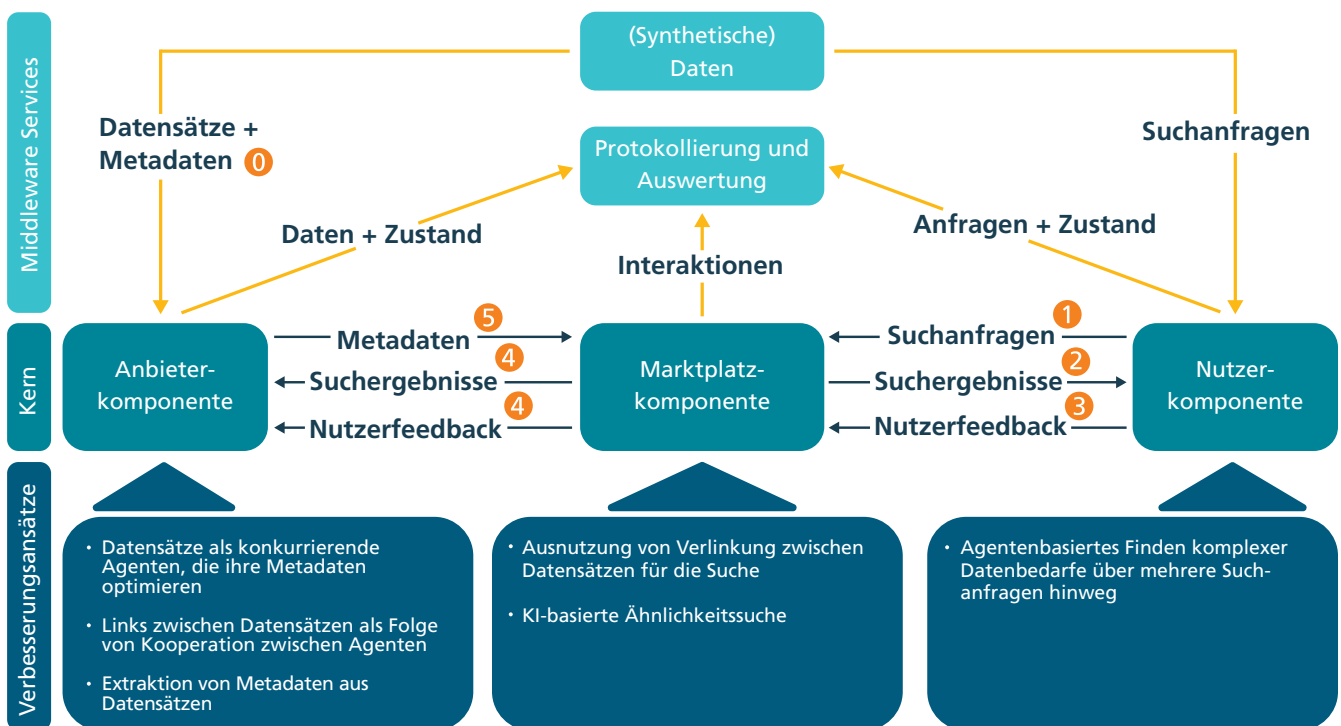 Middleware Services
(Synthetische)
Daten
Datensätze +
Metadaten 0
Suchanfragen
Protokollierung und
Auswertung
Daten + Zustand
Interaktionen
Anfragen + Zustand
Kern
Anbieter-
komponente
Metadaten 5
Suchergebnisse 4
Nutzerfeedback 4
Marktplatz-
komponente
Suchanfragen 1
Suchergebnisse 2
Nutzerfeedback 3
Nutzer-
komponente
Verbesserungsansätze
· Datensätze als konkurrierende
Agenten, die ihre Metadaten
optimieren
· Links zwischen Datensätzen als Folge
von Kooperation zwischen Agenten
· Extraktion von Metadaten aus
Datensätzen
· Ausnutzung von Verlinkung zwischen
Datensätzen für die Suche
· KI-basierte Ähnlichkeitssuche
· Agentenbasiertes Finden komplexer
Datenbedarfe über mehrere Such-
anfragen hinweg